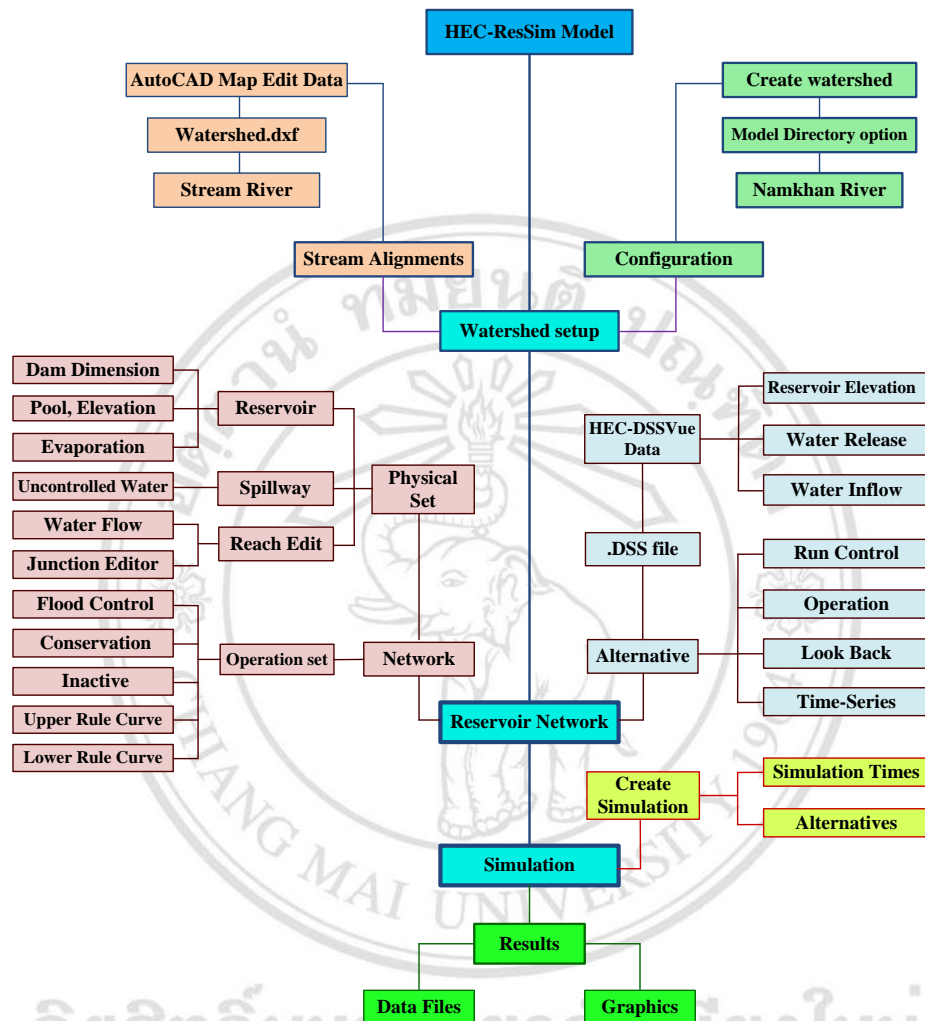 HEC-ResSim Model
AutoCAD Map Edit Data
Watershed.dxf
Stream River
Create watershed
Model Directory option
Namkhan River
Stream Alignments
Configuration
Watershed setup
Dam Dimension
Pool, Elevation
Evaporation
Uncontrolled Water
Water Flow
Junction Editor
Flood Control
Conservation
Inactive
Upper Rule Curve
Lower Rule Curve
Reservoir
Spillway
Reach Edit
Operation set
Physical
Set
Network
HEC-DSSVue
Data
.DSS file
Alternative
Reservoir Elevation
Water Release
Water Inflow
Run Control
Operation
Look Back
Time-Series
Reservoir Network
Create
Simulation
Simulation Times
Alternatives
Simulation
Results
Data Files
Graphics
CHIANG MAI UNIVERSITY 1964